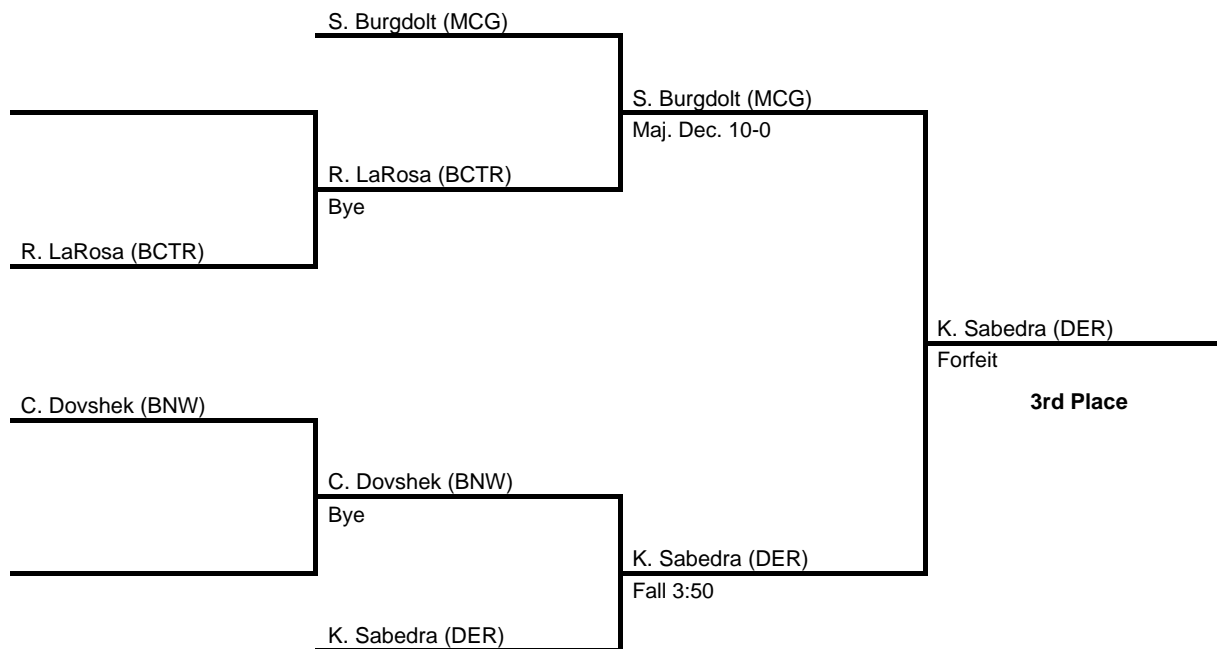 S. Burgdolt (MCG)
S. Burgdolt (MCG)
Maj. Dec. 10-0
R. LaRosa (BCTR)
Bye
R. LaRosa (BCTR)
K. Sabedra (DER)
Forfeit
3rd Place
C. Dovshek (BNW)
C. Dovshek (BNW)
Bye
K. Sabedra (DER)
Fall 3:50
K. Sabedra (DER)